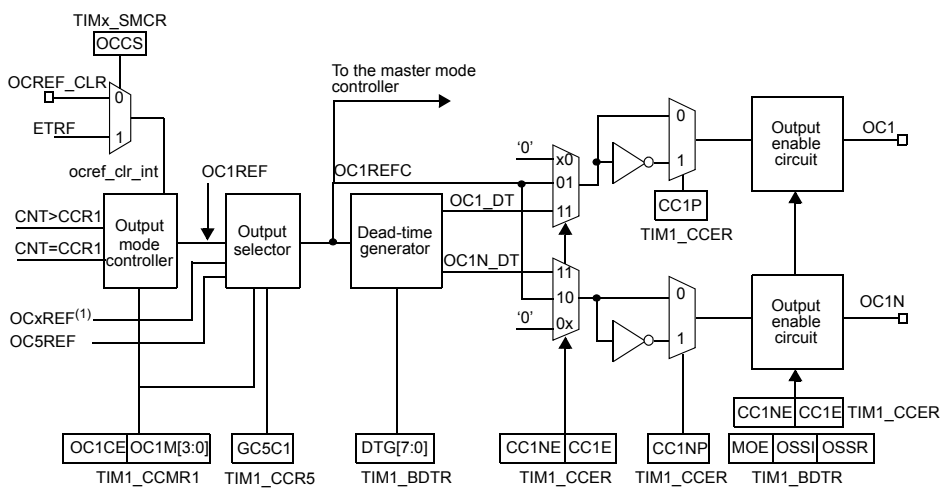 TIMx_SMCR
OCCS
OCREF_CLR
0
ETRF
1
ocref_clr_int
To the master mode
controller
OC1REF
OC1REFC
CNT>CCR1
CNT=CCR1
Output
mode
controller
Output
selector
Dead-time
generator
OC1_DT
OC1N_DT
OCxREF(1)
OC5REF
'0'
x0
01
11
0
1
CC1P
TIM1_CCER
Output
enable
circuit
OC1
11
10
'0'
0x
0
1
Output
enable
circuit
OC1N
OC1CE OC1M[3:0]
TIM1_CCMR1
GC5C1
TIM1_CCR5
DTG[7:0]
TIM1_BDTR
CC1NE CC1E
TIM1_CCER
CC1NP
TIM1_CCER
CC1NE CC1E TIM1_CCER
MOE OSSI OSSR
TIM1_BDTR